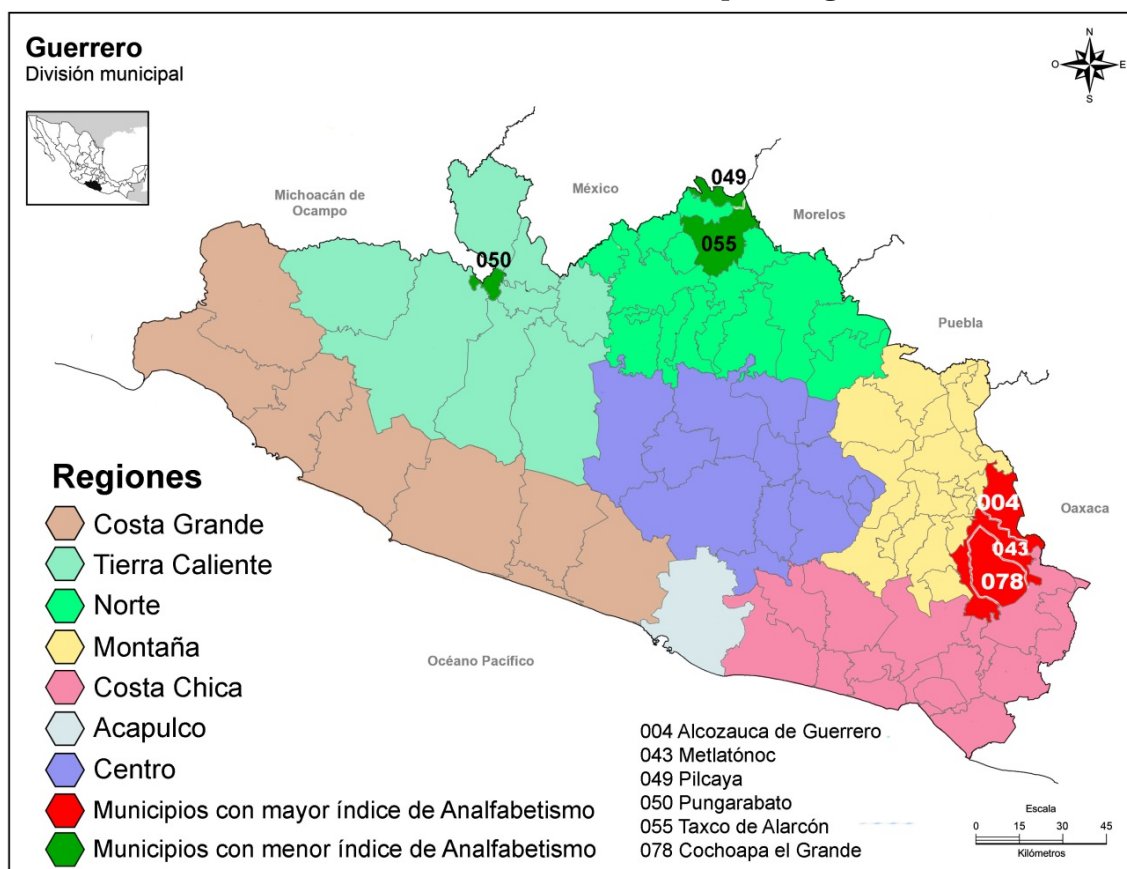 Guerrero
División municipal
N
O
E
S
Michoacán de
Ocampo
México
049
Morelos
055
050
Puebla
004
Oaxaca
043
078
Océano Pacífico
Regiones
Costa Grande
Tierra Caliente
Norte
Montaña
Costa Chica
Acapulco
Centro
Municipios con mayor índice de Analfabetismo
Municipios con menor índice de Analfabetismo
004 Alcozauca de Guerrero
043 Metlatónoc
049 Pilcaya
050 Pungarabato
055 Taxco de Alarcón
078 Cochoapa el Grande
Escala
0 15 30 45
Kilómetros